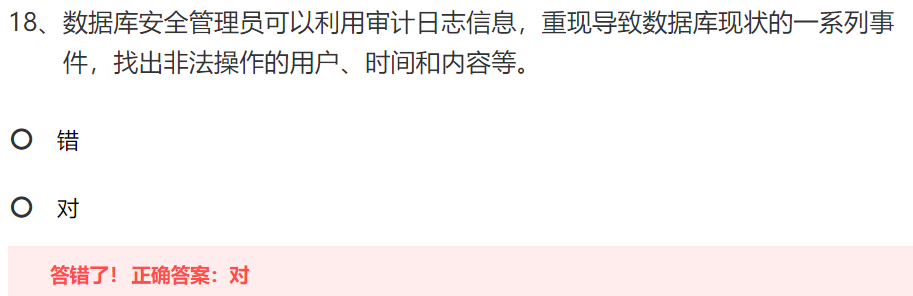 18、数据库安全管理员可以利用审计日志信息，重现导致数据库现状的一系列事
件，找出非法操作的用户、时间和内容等。
错
对
答错了！正确答案：对